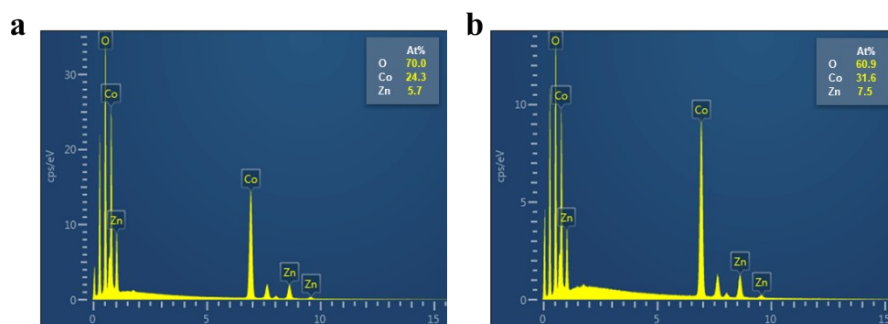 a
O
Co
Zn
Co
Zn
Zn
At%
O 70.0
Co 24.3
Zn 5.7
cps/eV
30
20
10
0
0
5
10
15
b
O
Co
Zn
Co
Zn
Zn
At%
O 60.9
Co 31.6
Zn 7.5
cps/eV
10
5
0
0
5
10
15